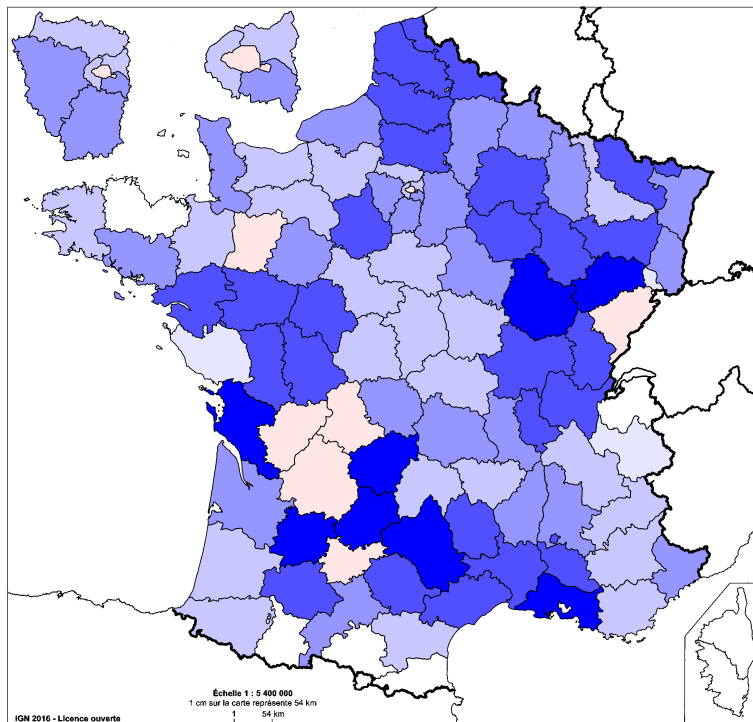 Échelle 1 : 5 400 000
1 cm sur la carte représente 54 km
1 54 km
IGN 2016 - Licence ouverte